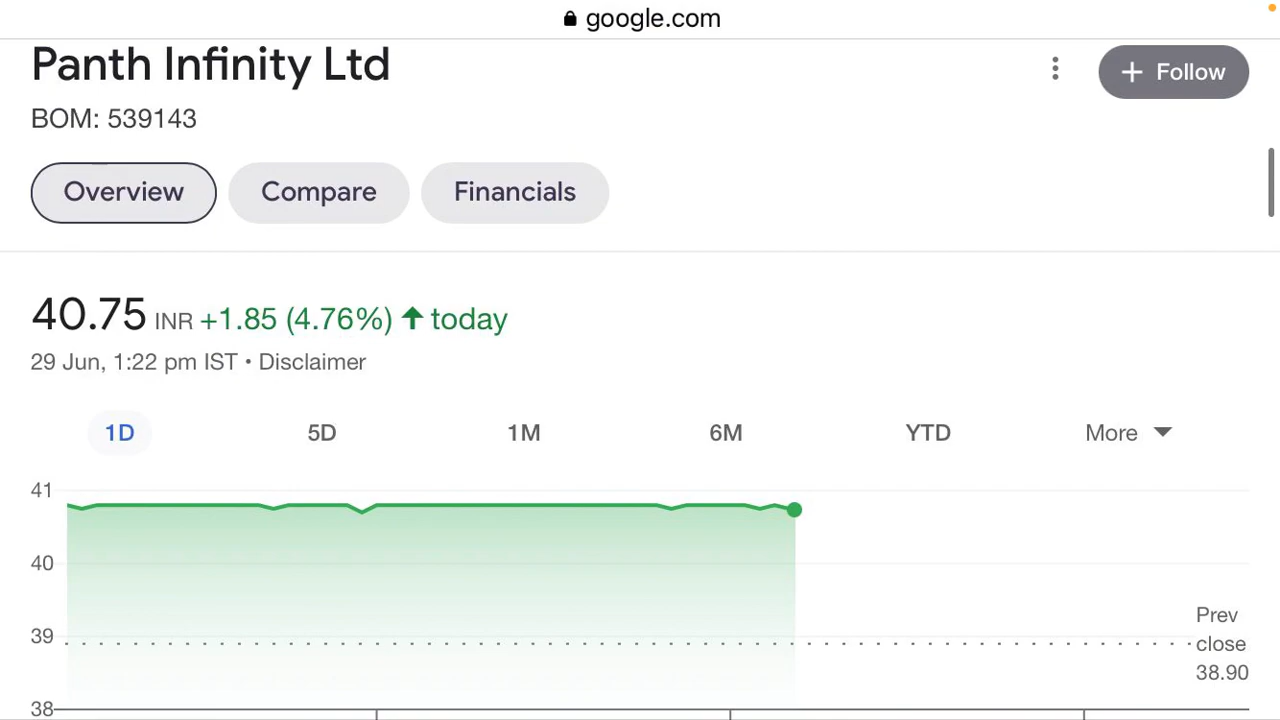 google.com
Panth Infinity Ltd
+ Follow
BOM: 539143
Overview Compare Financials
40.75 INR +1.85 (4.76%) ↑ today
29 Jun, 1:22 pm IST • Disclaimer
1D 5D 1M 6M YTD More
41
40
39
38
Prev
close
38.90